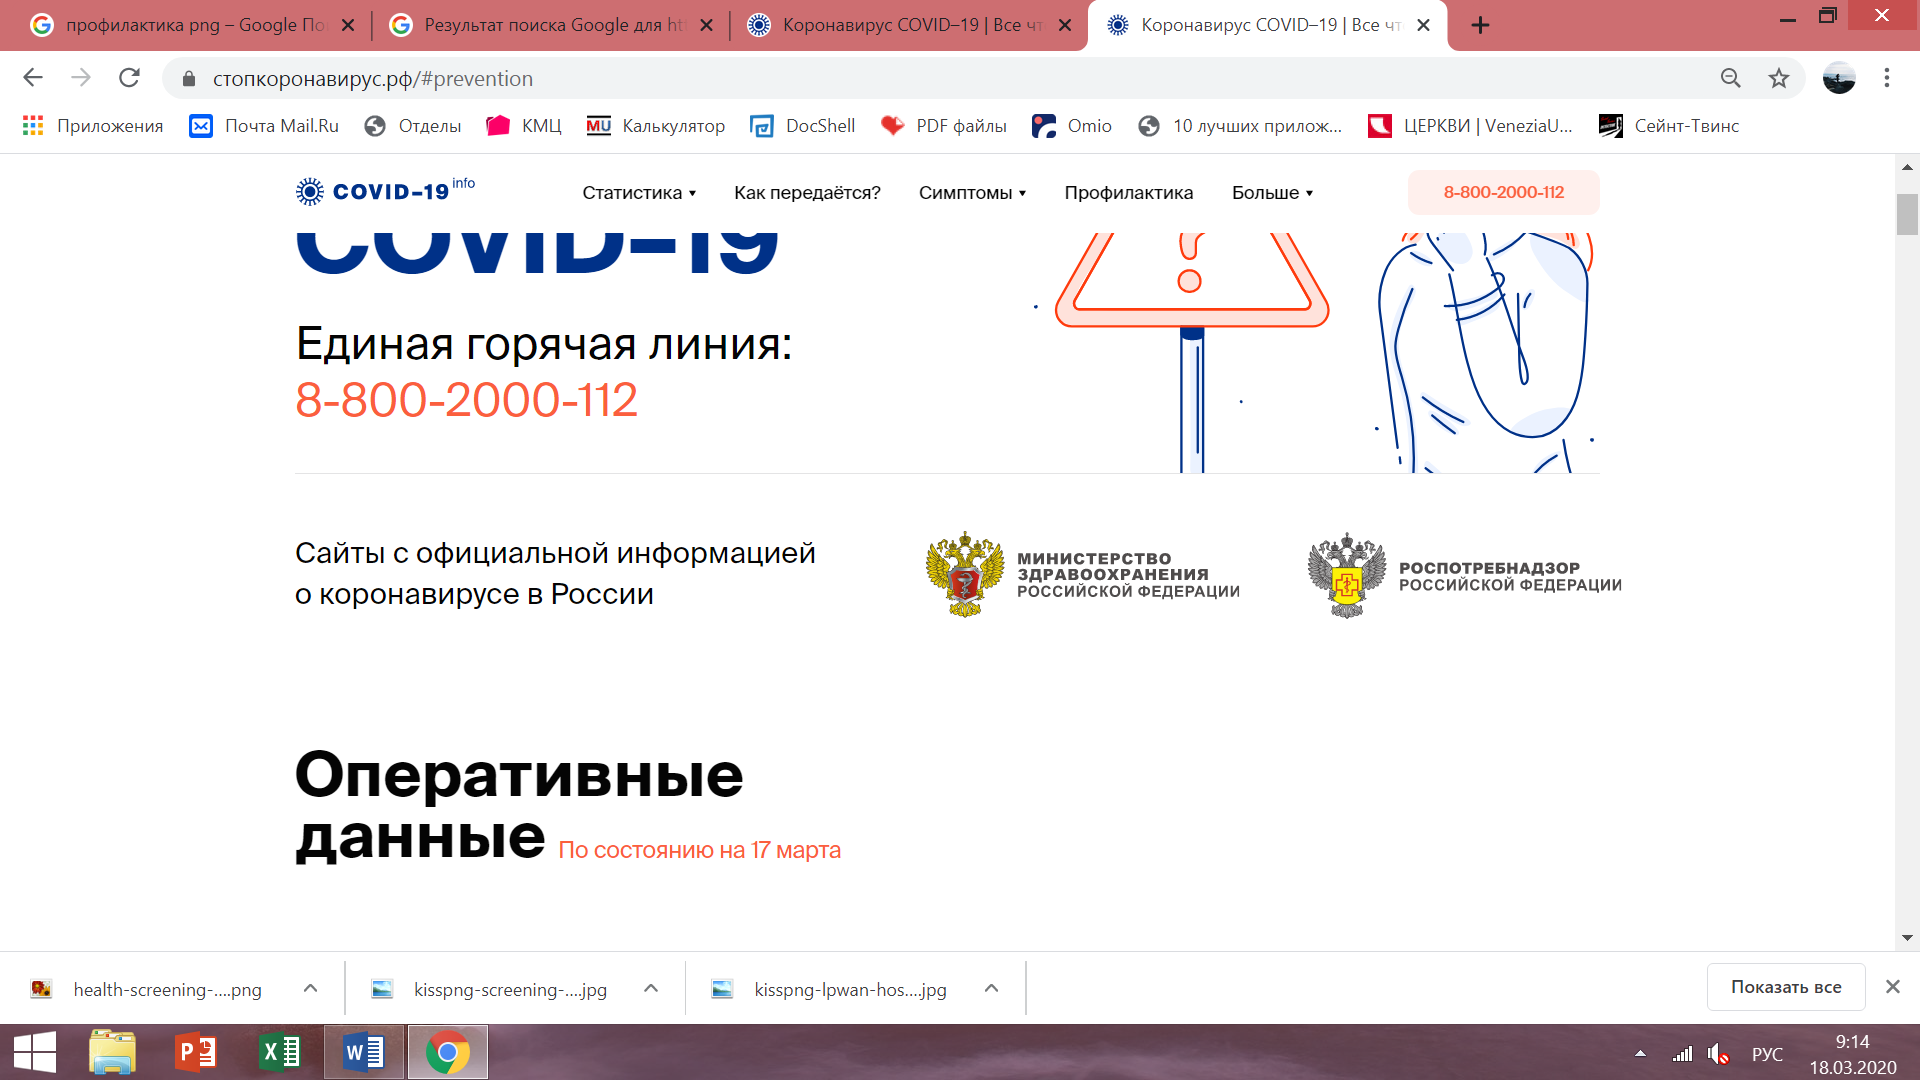 профилактика png – Google По
Результат поиска Google для ht
Коронавирус COVID–19 | Все чт
Коронавирус COVID–19 | Все чт
стопкоронавирус.рф/#prevention
Приложения
Почта Mail.Ru
Отделы
КМЦ
MU
Калькулятор
DocShell
PDF файлы
Omio
10 лучших прилож...
ЦЕРКВИ | VeneziaU...
Сейнт-Твинс
COVID-19 info
Статистика
Как передаётся?
Симптомы
Профилактика
Больше
8-800-2000-112
COVID-19
Единая горячая линия:
8-800-2000-112
Сайты с официальной информацией
о коронавирусе в России
МИНИСТЕРСТВО
ЗДРАВООХРАНЕНИЯ
РОССИЙСКОЙ ФЕДЕРАЦИИ
РОСПОТРЕБНАДЗОР
РОССИЙСКОЙ ФЕДЕРАЦИИ
Оперативные
данные По состоянию на 17 марта
health-screening-....png
kisspng-screening-....jpg
kisspng-lpwan-hos....jpg
Показать все
РУС
9:14
18.03.2020